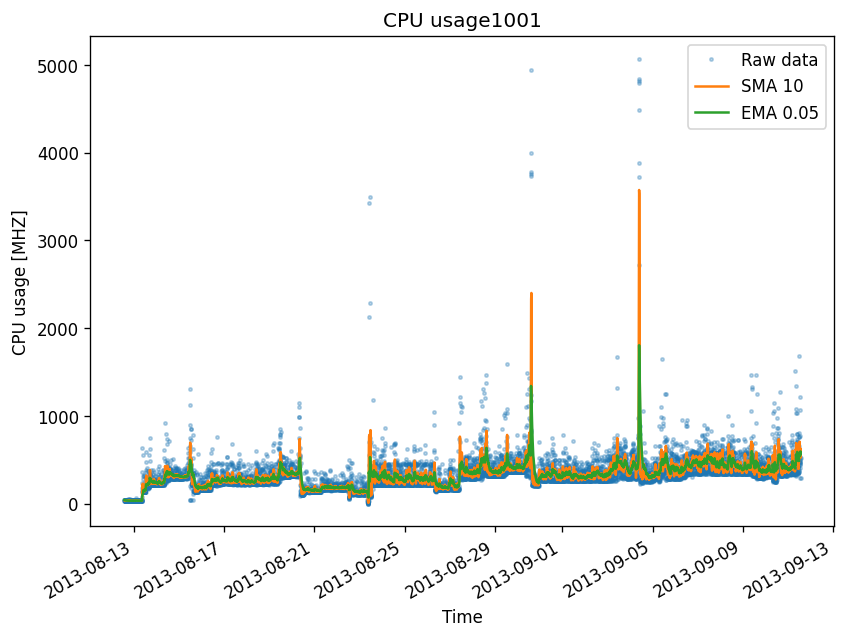 CPU usage1001
Raw data
SMA 10
EMA 0.05
CPU usage [MHZ]
5000
4000
3000
2000
1000
0
2013-08-13
2013-08-17
2013-08-21
2013-08-25
2013-08-29
2013-09-01
2013-09-05
2013-09-09
2013-09-13
Time